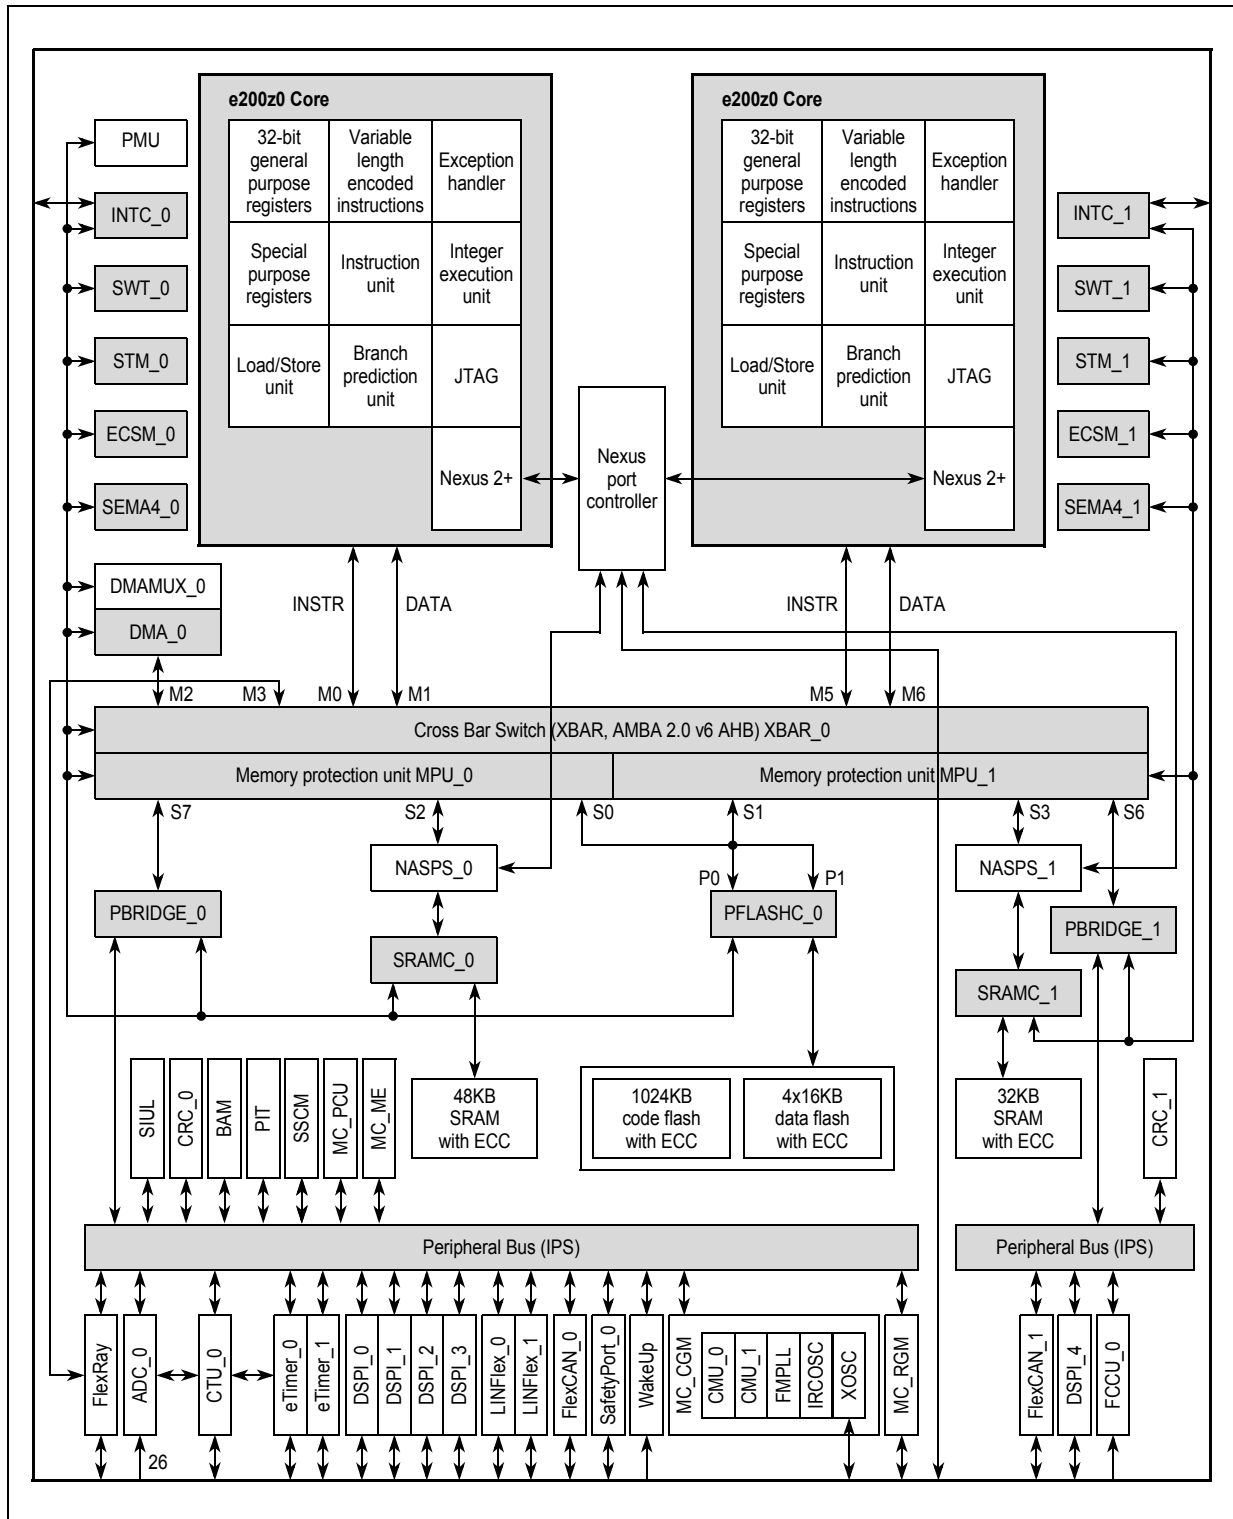 e200z0 Core
e200z0 Core
PMU
INTC_0
SWT_0
STM_0
ECSM_0
SEMA4_0
DMAMUX_0
DMA_0
32-bit
general
purpose
registers
Variable
length
encoded
instructions
Exception
handler
Special
purpose
registers
Instruction
unit
Integer
execution
unit
Load/Store
unit
Branch
prediction
unit
JTAG
Nexus 2+
Nexus
port
controller
32-bit
general
purpose
registers
Variable
length
encoded
instructions
Exception
handler
Special
purpose
registers
Instruction
unit
Integer
execution
unit
Load/Store
unit
Branch
prediction
unit
JTAG
Nexus 2+
INTC_1
SWT_1
STM_1
ECSM_1
SEMA4_1
INSTR
DATA
INSTR
DATA
M2
M3
M0
M1
M5
M6
Cross Bar Switch (XBAR, AMBA 2.0 v6 AHB) XBAR_0
Memory protection unit MPU_0
Memory protection unit MPU_1
S7
S2
S0
S1
S3
S6
NASPS_0
NASPS_1
P0
P1
PBRIDGE_0
PFLASHC_0
PBRIDGE_1
SRAMC_0
SRAMC_1
SIUL
CRC_0
BAM
PIT
SSCM
MC_PCU
MC_ME
48KB
SRAM
with ECC
1024KB
code flash
with ECC
4x16KB
data flash
with ECC
32KB
SRAM
with ECC
CRC_1
Peripheral Bus (IPS)
Peripheral Bus (IPS)
FlexRay
ADC_0
CTU_0
eTimer_0
eTimer_1
DSPI_0
DSPI_1
DSPI_2
DSPI_3
LINFlex_0
LINFlex_1
FlexCAN_0
SafetyPort_0
WakeUp
MC_CGM
CMU_0
CMU_1
FMPLL
IRCOSC
XOSC
MC_RGM
FlexCAN_1
DSPI_4
FCCU_0
26